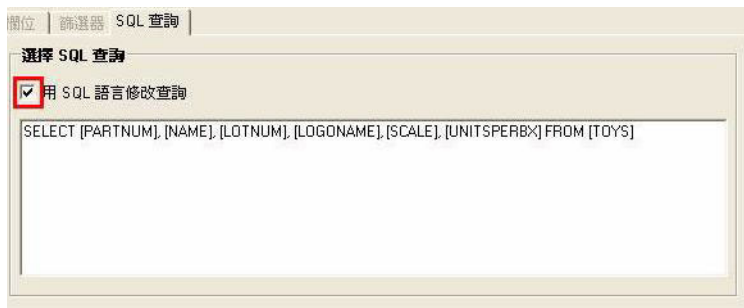 欄位 篩選器 SQL 查詢
選擇 SQL 查詢
用 SQL 語言修改查詢
SELECT [PARTNUM], [NAME], [LOTNUM], [LOGONAME], [SCALE], [UNITSPERBX] FROM [TOYS]